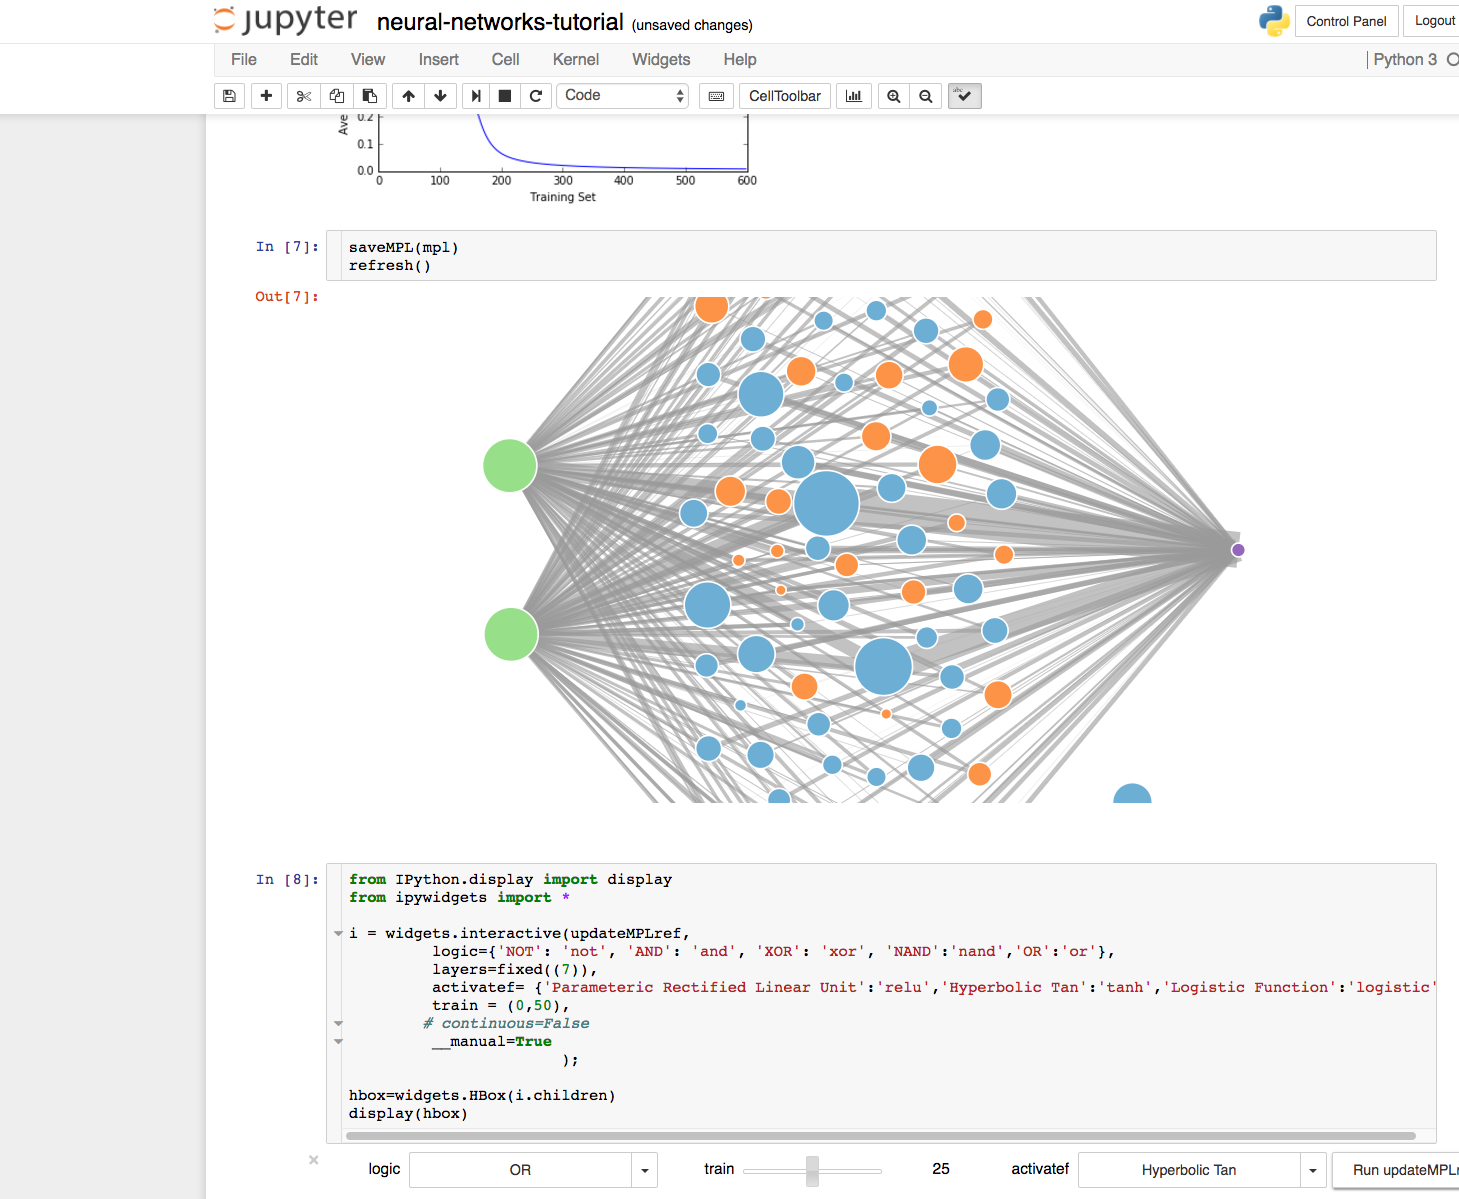 jupyter neural-networks-tutorial (unsaved changes) Control Panel Logout
File Edit View Insert Cell Kernel Widgets Help Python 3
Code CellToolbar abc
Ave
0.2
0.1
0.0
0 100 200 300 400 500 600
Training Set
In [7]:
saveMPL(mpl)
refresh()
Out[7]:
In [8]:
from IPython.display import display
from ipywidgets import *
i = widgets.interactive(updateMPLref,
logic={'NOT': 'not', 'AND': 'and', 'XOR': 'xor', 'NAND':'nand','OR':'or'},
layers=fixed((7)),
activatef= {'Parameteric Rectified Linear Unit':'relu','Hyperbolic Tan':'tanh','Logistic Function':'logistic'
train = (0,50),
# continuous=False
__manual=True
);
hbox=widgets.HBox(i.children)
display(hbox)
× logic OR train 25 activatef Hyperbolic Tan Run updateMPLr